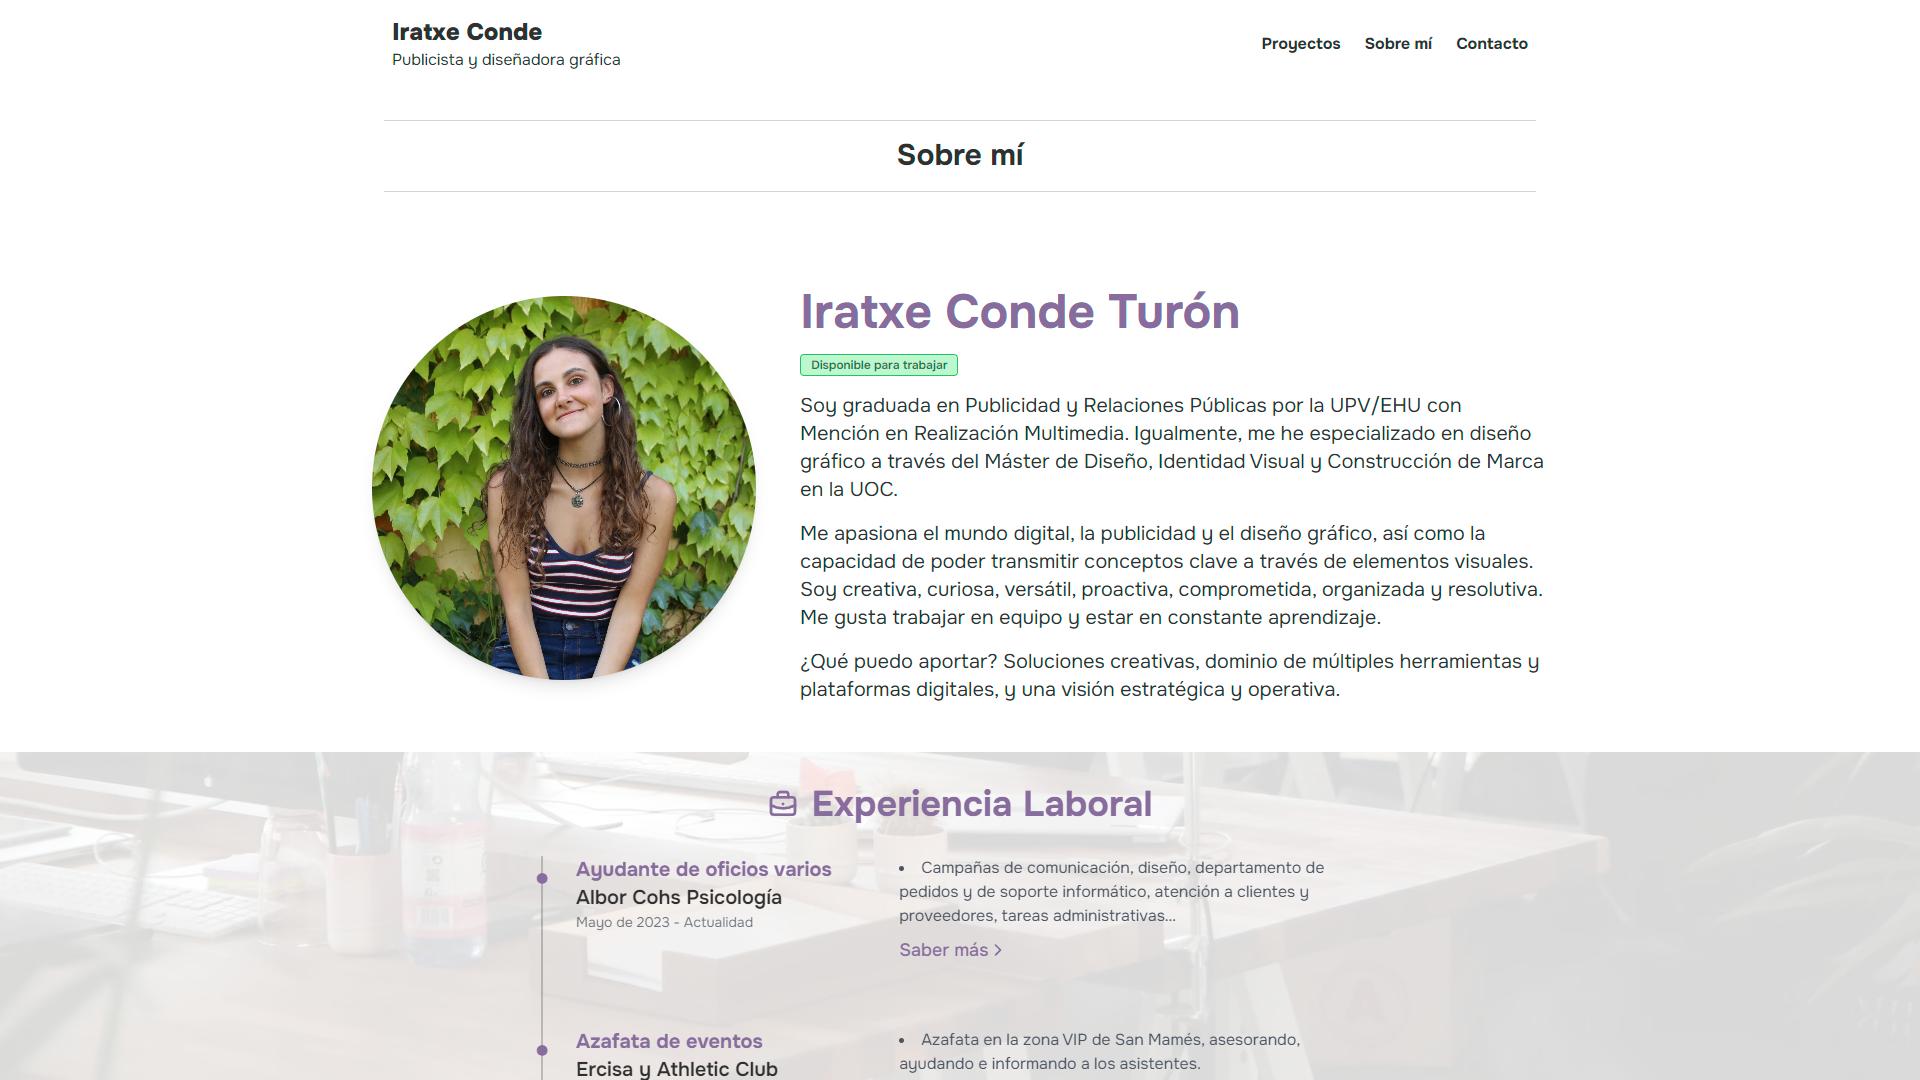 Iratxe Conde
Publicista y diseñadora gráfica
Proyectos Sobre mí Contacto
Sobre mí
Iratxe Conde Turón
Disponible para trabajar
Soy graduada en Publicidad y Relaciones Públicas por la UPV/EHU con
Mención en Realización Multimedia. Igualmente, me he especializado en diseño
gráfico a través del Máster de Diseño, Identidad Visual y Construcción de Marca
en la UOC.
Me apasiona el mundo digital, la publicidad y el diseño gráfico, así como la
capacidad de poder transmitir conceptos clave a través de elementos visuales.
Soy creativa, curiosa, versátil, proactiva, comprometida, organizada y resolutiva.
Me gusta trabajar en equipo y estar en constante aprendizaje.
¿Qué puedo aportar? Soluciones creativas, dominio de múltiples herramientas y
plataformas digitales, y una visión estratégica y operativa.
Experiencia Laboral
Ayudante de oficios varios
Albor Cohs Psicología
Mayo de 2023 - Actualidad
• Campañas de comunicación, diseño, departamento de
pedidos y de soporte informático, atención a clientes y
proveedores, tareas administrativas...
Saber más >
Azafata de eventos
Ercisa y Athletic Club
• Azafata en la zona VIP de San Mamés, asesorando,
ayudando e informando a los asistentes.